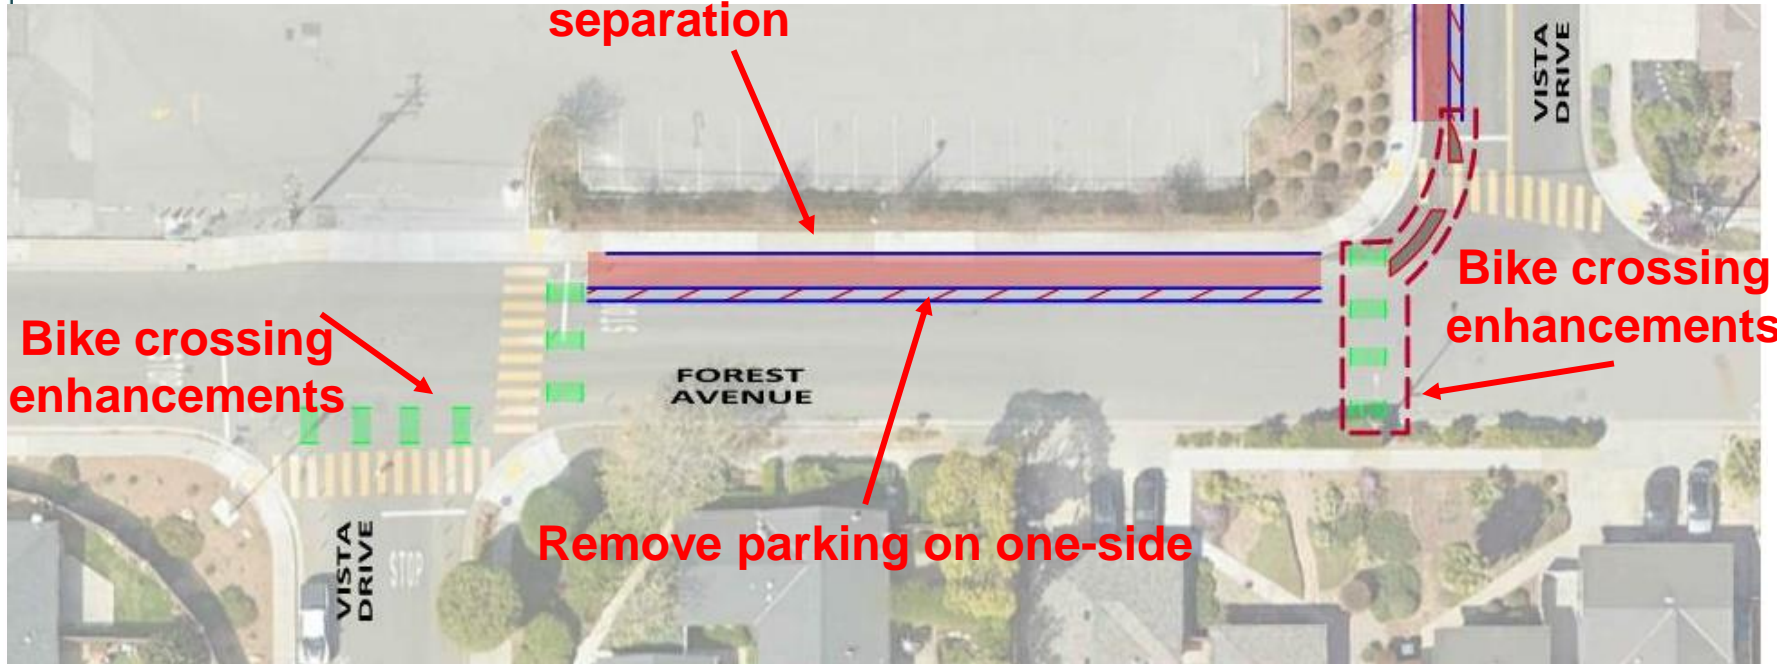 separation
VISTA
DRIVE
Bike crossing
enhancements
Bike crossing
enhancements
FOREST
AVENUE
Remove parking on one-side
VISTA
DRIVE
STOP